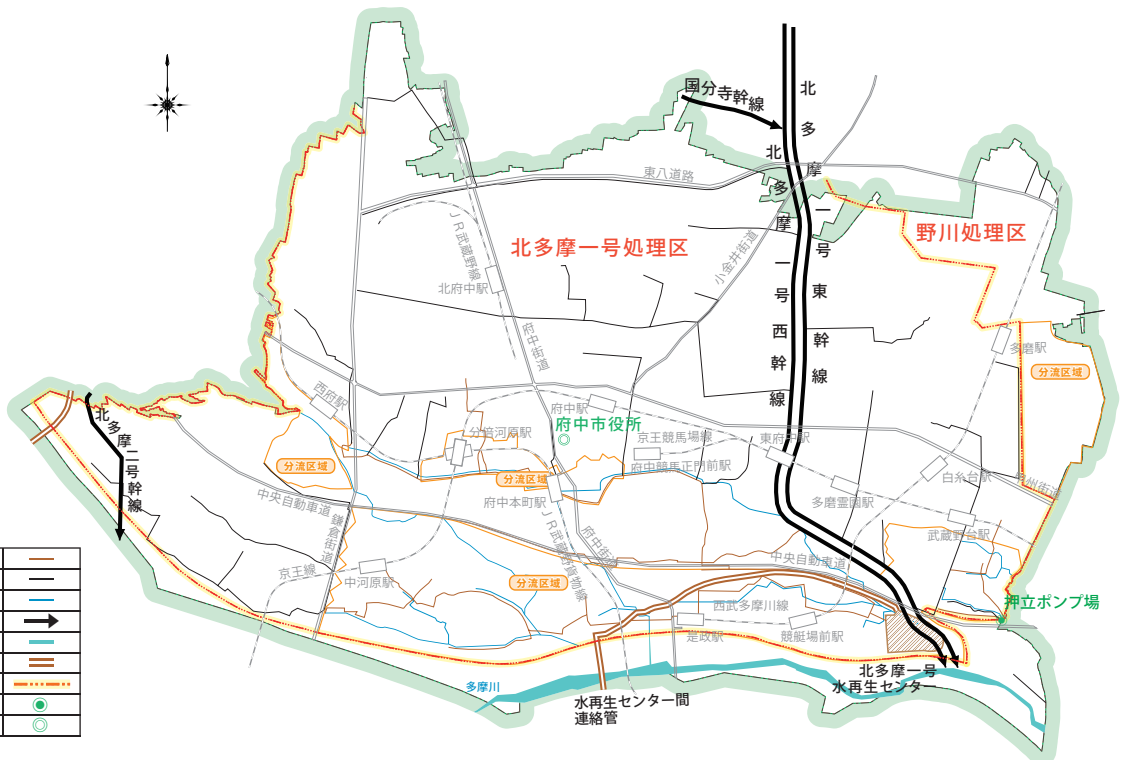 国分寺幹線
北多摩一号東幹線
北多摩一号西幹線
東八道路
北多摩一号処理区
野川処理区
JR武蔵野線
北府中駅
小金井街道
府中街道
多磨駅
分流区域
西府駅
府中駅
府中市役所
分倍河原駅
京王競馬場線
府中競馬正門前駅
東府中駅
北多摩二号幹線
分流区域
分流区域
府中本町駅
白糸台駅
甲州街道
多磨霊園駅
武蔵野台駅
中央自動車道
鎌倉街道
JR武蔵野貨物線
府中街道
中央自動車道
京王線
中河原駅
分流区域
西武多摩川線
押立ポンプ場
是政駅
競艇場前駅
多摩川
北多摩一号
水再生センター
水再生センター間
連絡管